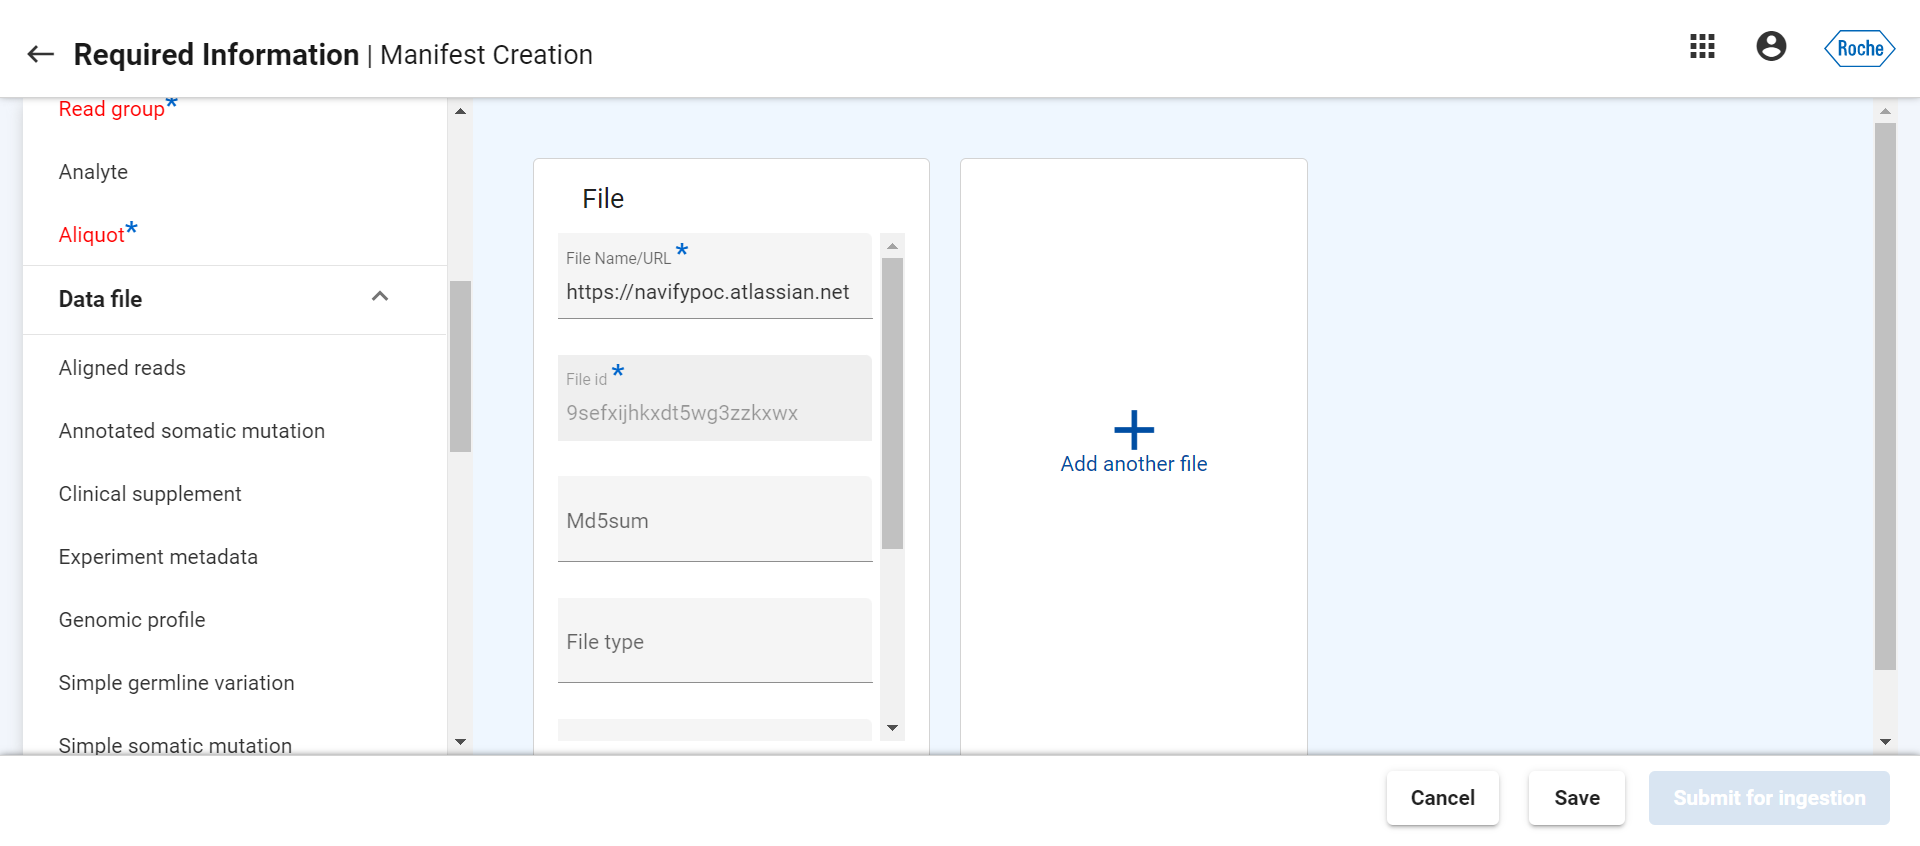 Required Information | Manifest Creation
Roche
Read group*
Analyte
Aliquot*
Data file
Aligned reads
Annotated somatic mutation
Clinical supplement
Experiment metadata
Genomic profile
Simple germline variation
Simple somatic mutation
File
File Name/URL *
https://navifypoc.atlassian.net
File id *
9sefxijhkxdt5wg3zzkxwx
Md5sum
File type
Add another file
Cancel
Save
Submit for ingestion